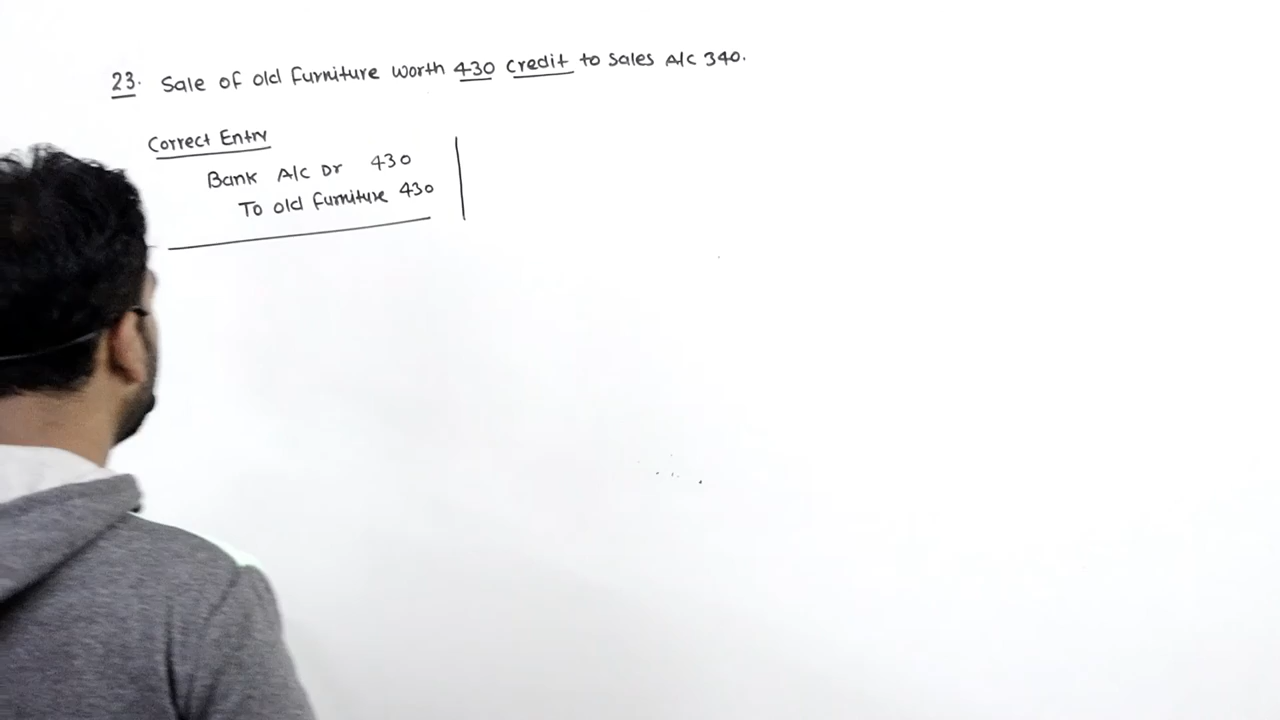 23. Sale of old furniture worth 430 credit to sales A/c 340.
Correct Entry
Bank A/c Dr 430
To old furniture 430